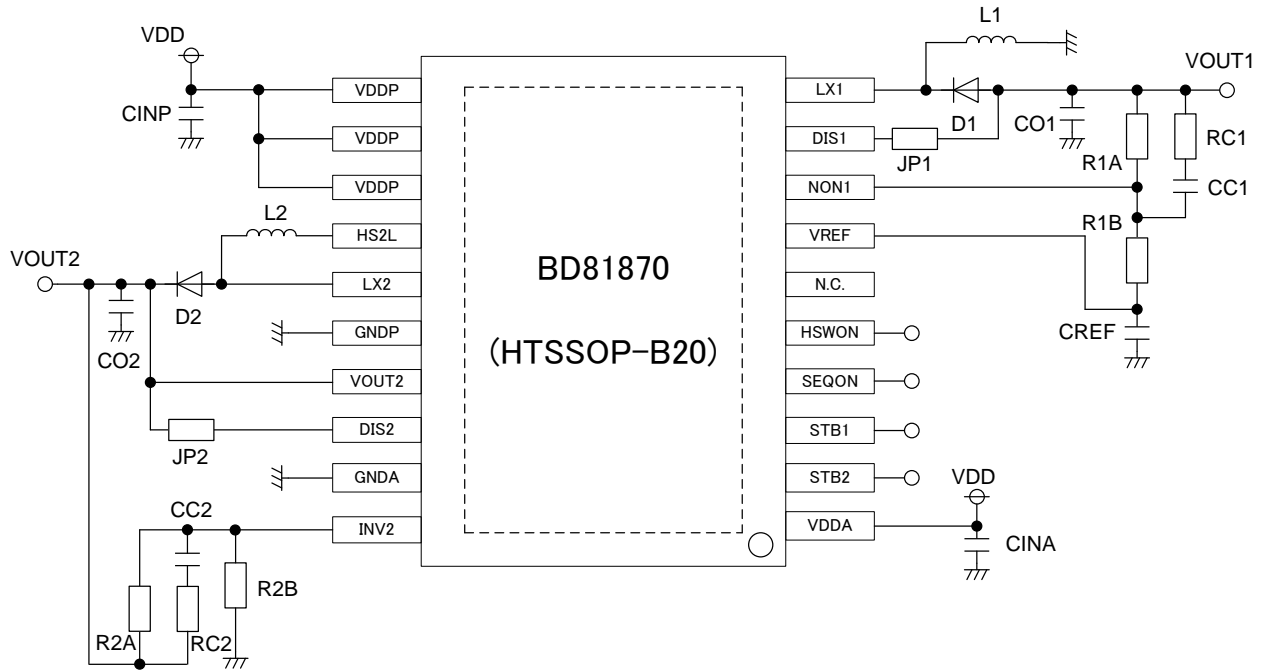 L1
VDD
VOUT1
VDDP
LX1
CINP
D1
CO1
RC1
VDDP
DIS1
JP1
R1A
VDDP
NON1
CC1
L2
R1B
HS2L
VREF
VOUT2
BD81870
LX2
N.C.
D2
GNDP
HSWON
CREF
CO2
(HTSSOP-B20)
VOUT2
SEQON
DIS2
STB1
JP2
GNDA
STB2
VDD
CC2
INV2
VDDA
CINA
R2B
R2A
RC2